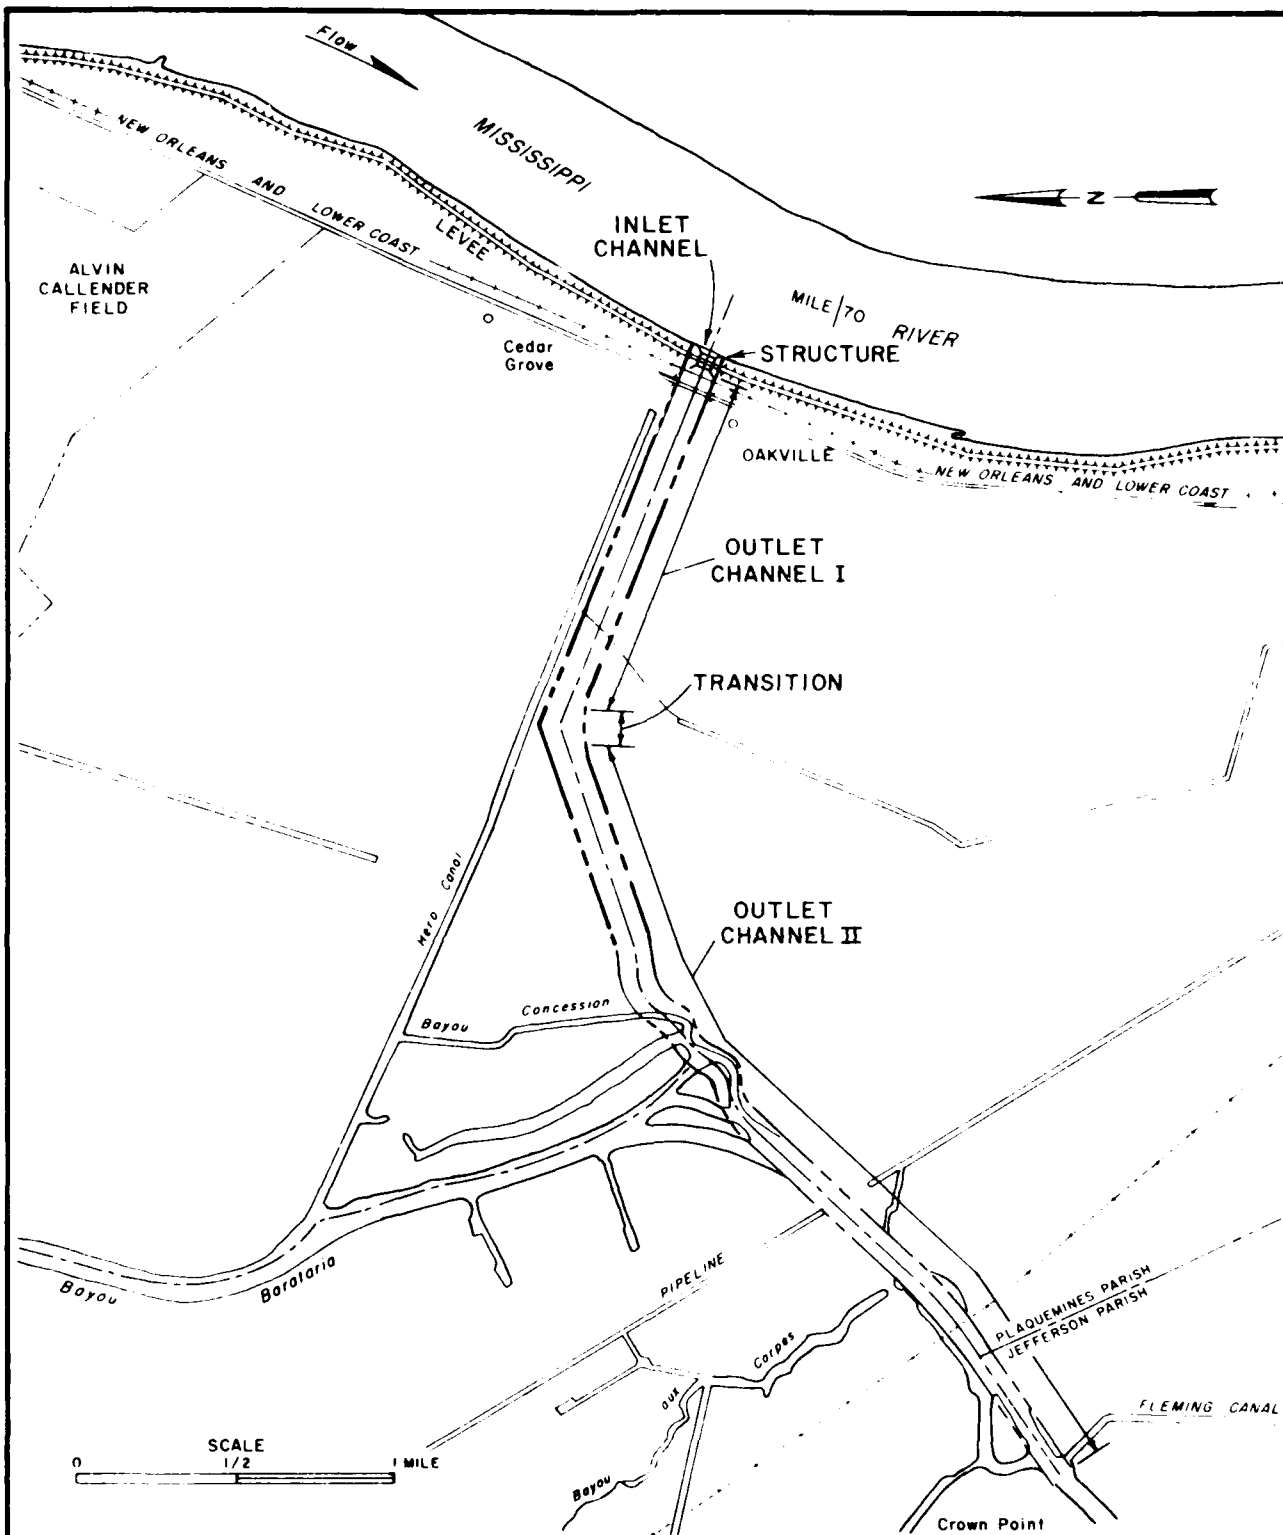 Flow
MISSISSIPPI
NEW ORLEANS AND LOWER COAST
LEVEE
INLET
CHANNEL
N
ALVIN
CALLENDER
FIELD
MILE 70
RIVER
STRUCTURE
Cedar
Grove
OAKVILLE
NEW ORLEANS AND LOWER COAST
OUTLET
CHANNEL I
TRANSITION
Hero Canal
OUTLET
CHANNEL II
Bayou Concession
Bayou Barataria
PIPELINE
PLAQUEMINES PARISH
JEFFERSON PARISH
Bayou aux Carpes
FLEMING CANAL
SCALE
0 1/2 1 MILE
Crown Point